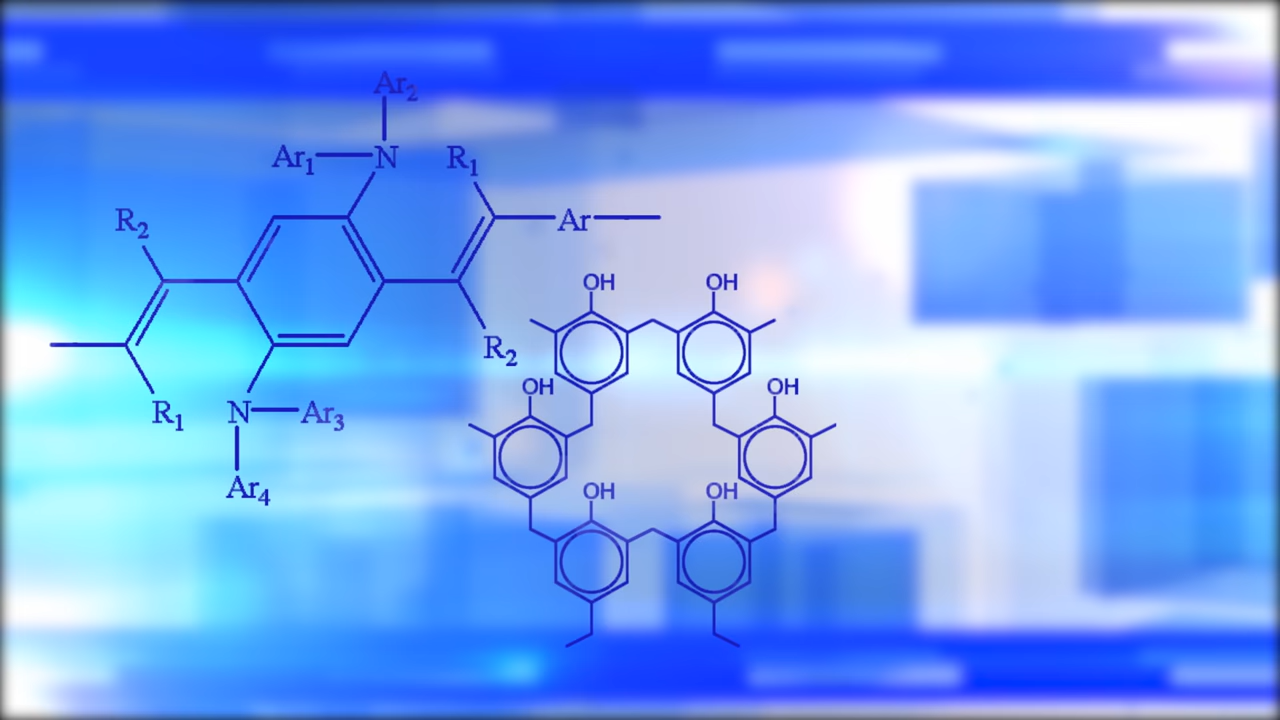 Ar₂
Ar₁ N R₁
R₂ Ar
R₂
R₁ N Ar₃
Ar₄
OH OH
OH OH
OH OH